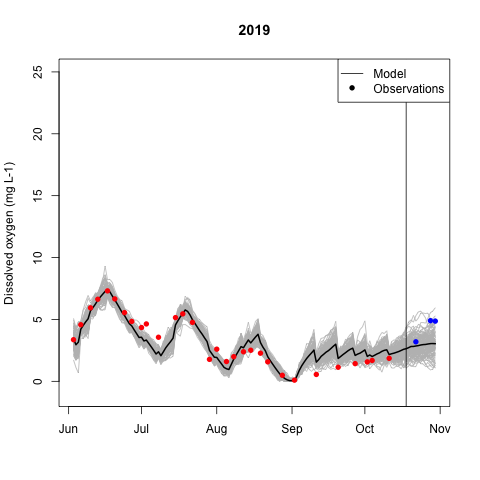 2019
Dissolved oxygen (mg L-1)
25
20
15
10
5
0
Model
Observations
Jun Jul Aug Sep Oct Nov